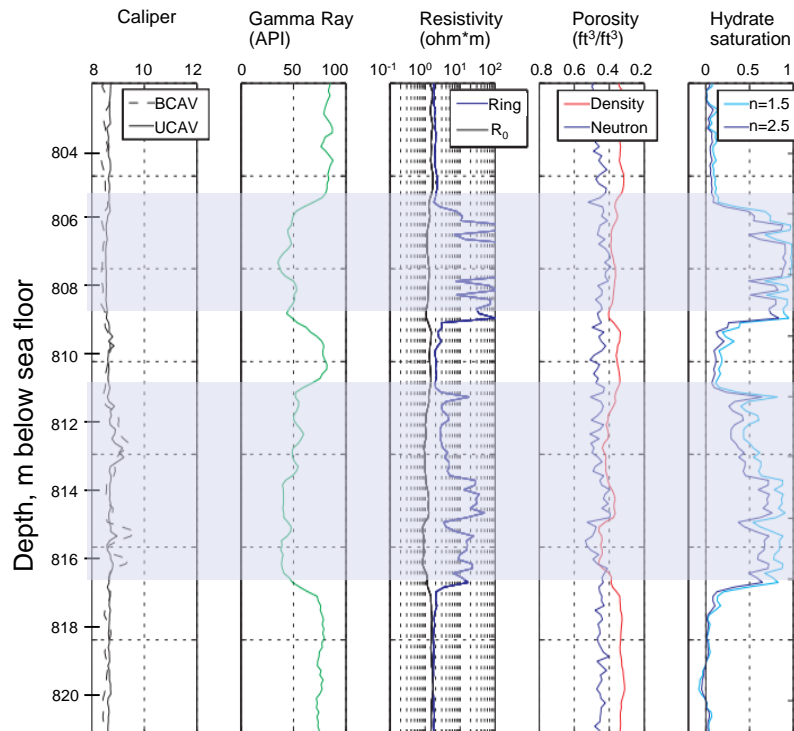 Caliper
Gamma Ray
(API)
Resistivity
(ohm*m)
Porosity
(ft³/ft³)
Hydrate
saturation
8 10 12
0 50 100
10⁻¹ 10⁰ 10¹ 10²
0.8 0.6 0.4 0.2
0 0.5 1
BCAV
UCAV
Ring
R₀
Density
Neutron
n=1.5
n=2.5
Depth, m below sea floor
804
806
808
810
812
814
816
818
820